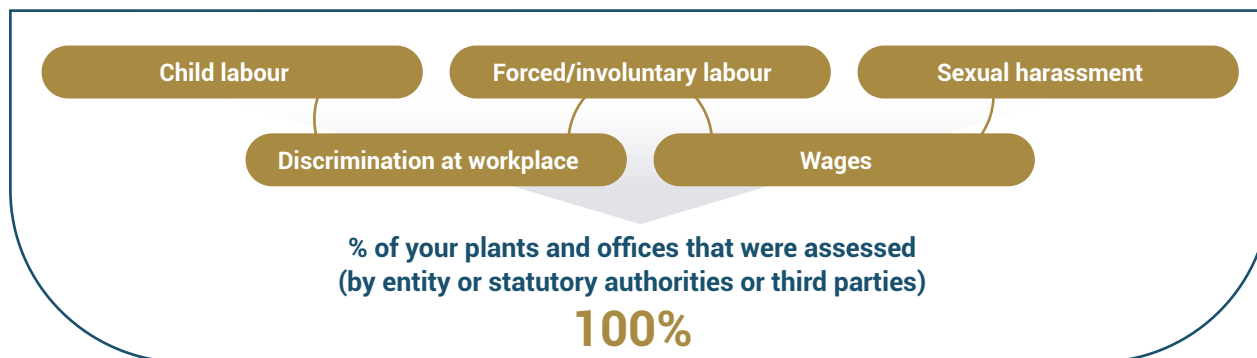 Child labour
Forced/involuntary labour
Sexual harassment
Discrimination at workplace
Wages
% of your plants and offices that were assessed
(by entity or statutory authorities or third parties)
100%